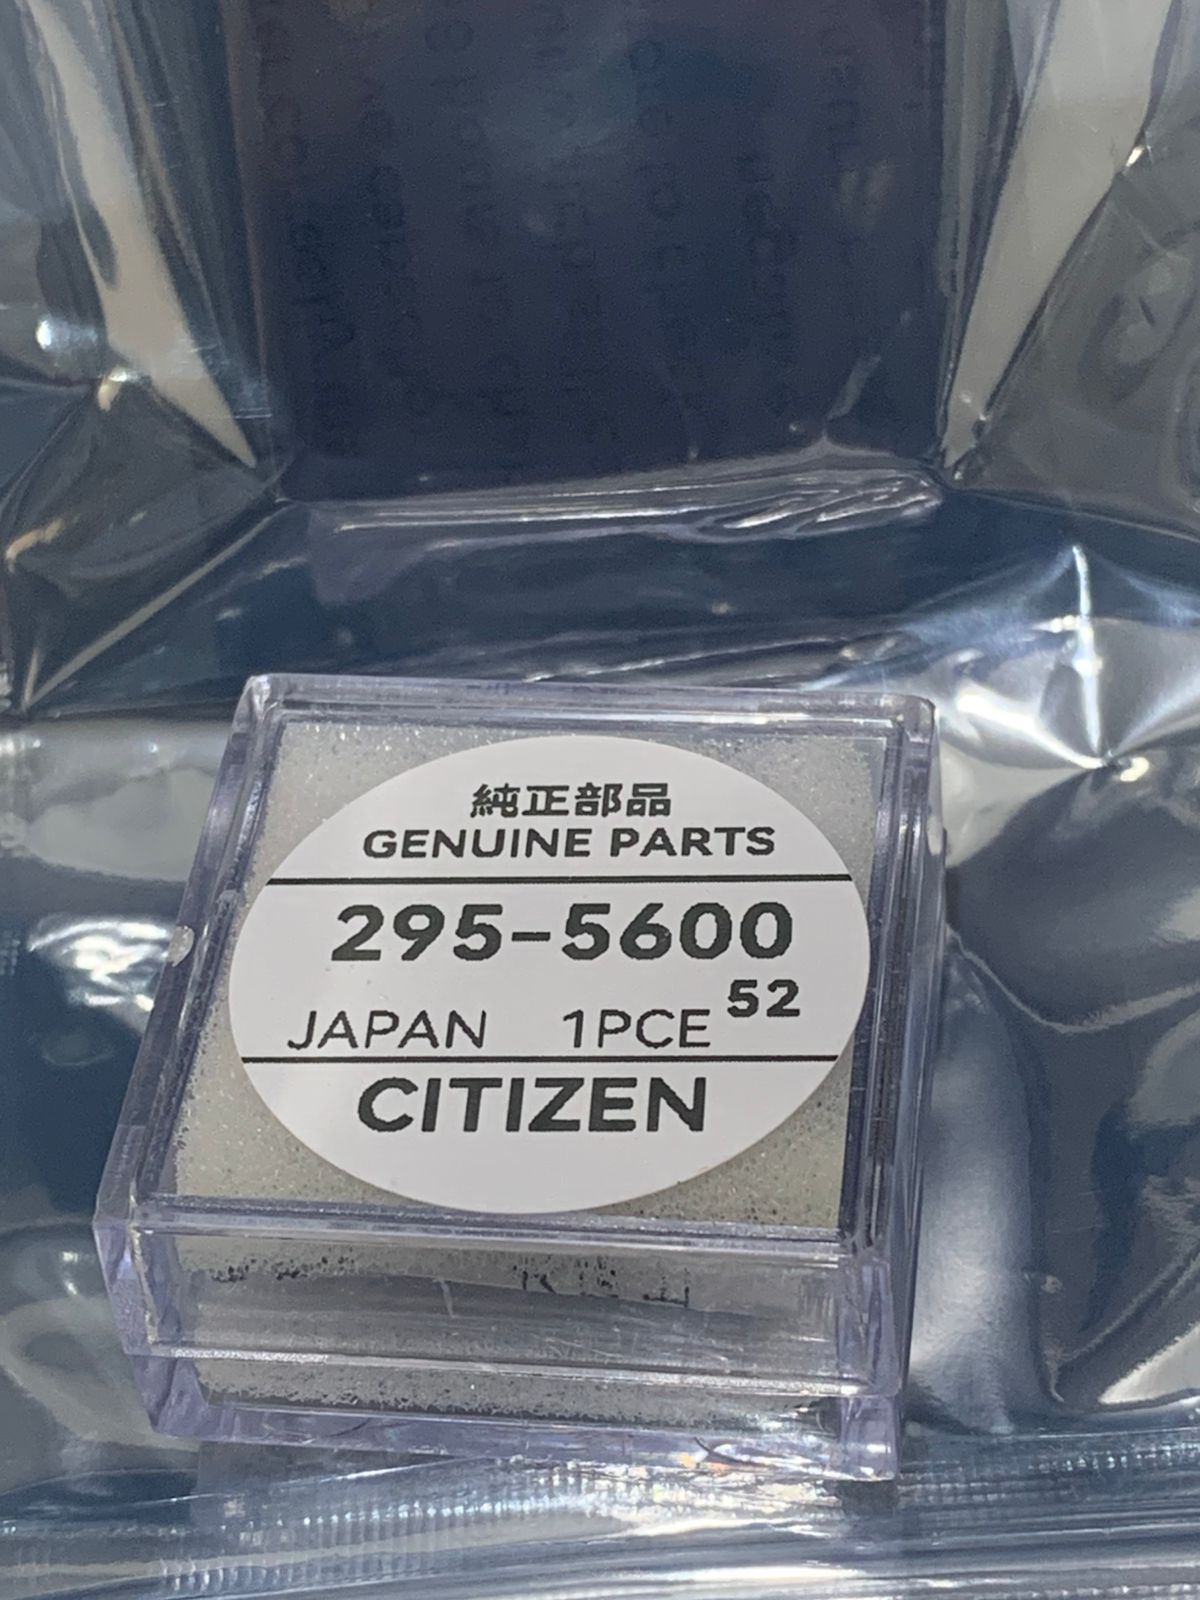 純正部品
GENUINE PARTS
295-5600
JAPAN 1PCE 52
CITIZEN